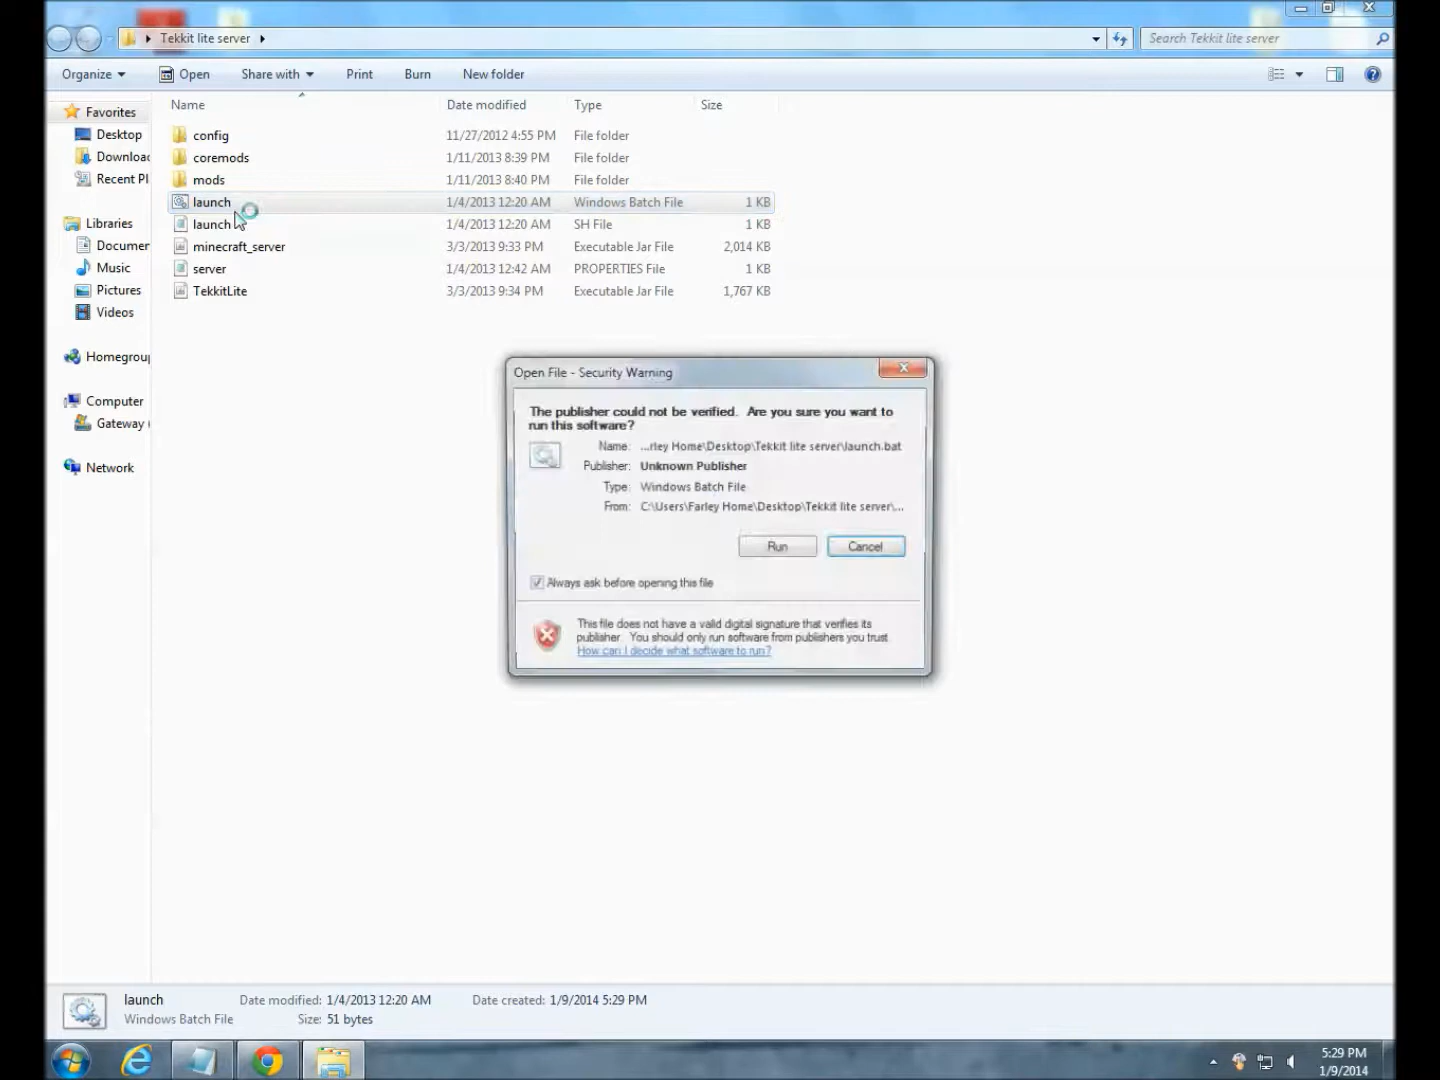 Tekkit lite server
Search Tekkit lite server
Organize Open Share with Print Burn New folder
Name Date modified Type Size
Favorites
Desktop
Downloac
Recent Pl
Libraries
Documer
Music
Pictures
Videos
Homegroup
Computer
Gateway (
Network
config 11/27/2012 4:55 PM File folder
coremods 1/11/2013 8:39 PM File folder
mods 1/11/2013 8:40 PM File folder
launch 1/4/2013 12:20 AM Windows Batch File 1 KB
launch 1/4/2013 12:20 AM SH File 1 KB
minecraft_server 3/3/2013 9:33 PM Executable Jar File 2,014 KB
server 1/4/2013 12:42 AM PROPERTIES File 1 KB
TekkitLite 3/3/2013 9:34 PM Executable Jar File 1,767 KB
Open File - Security Warning
The publisher could not be verified. Are you sure you want to
run this software?
Name: ...rley Home\Desktop\Tekkit lite server\launch.bat
Publisher: Unknown Publisher
Type: Windows Batch File
From: C:\Users\Farley Home\Desktop\Tekkit lite server\...
Run Cancel
Always ask before opening this file
This file does not have a valid digital signature that verifies its
publisher. You should only run software from publishers you trust.
How can I decide what software to run?
launch Date modified: 1/4/2013 12:20 AM Date created: 1/9/2014 5:29 PM
Windows Batch File Size: 51 bytes
5:29 PM
1/9/2014